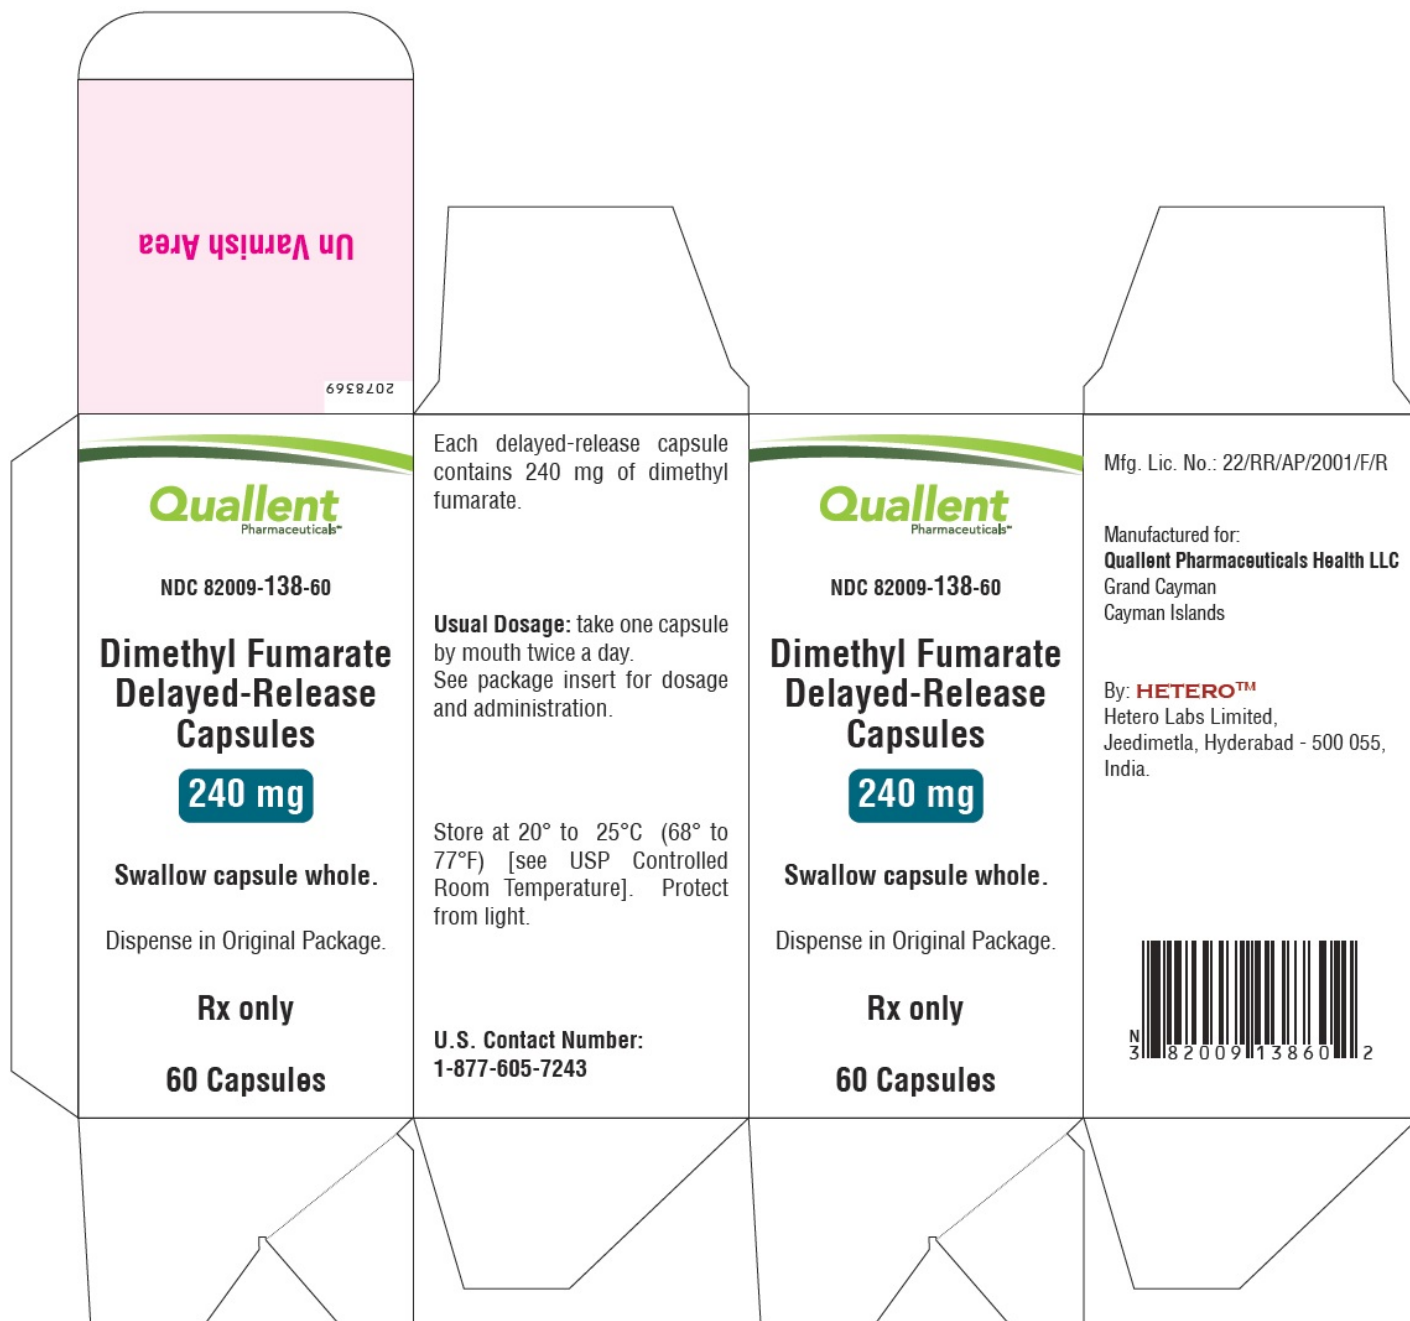 Un Varnish Area
2078369
Quallent
Pharmaceuticals™
NDC 82009-138-60
Dimethyl Fumarate
Delayed-Release
Capsules
240 mg
Swallow capsule whole.
Dispense in Original Package.
Rx only
60 Capsules
Each delayed-release capsule
contains 240 mg of dimethyl
fumarate.
Usual Dosage: take one capsule
by mouth twice a day.
See package insert for dosage
and administration.
Store at 20° to 25°C (68° to
77°F) [see USP Controlled
Room Temperature]. Protect
from light.
U.S. Contact Number:
1-877-605-7243
Quallent
Pharmaceuticals™
NDC 82009-138-60
Dimethyl Fumarate
Delayed-Release
Capsules
240 mg
Swallow capsule whole.
Dispense in Original Package.
Rx only
60 Capsules
Mfg. Lic. No.: 22/RR/AP/2001/F/R
Manufactured for:
Quallent Pharmaceuticals Health LLC
Grand Cayman
Cayman Islands
By: HETERO™
Hetero Labs Limited,
Jeedimetla, Hyderabad - 500 055,
India.
N
3 82009 13860 2